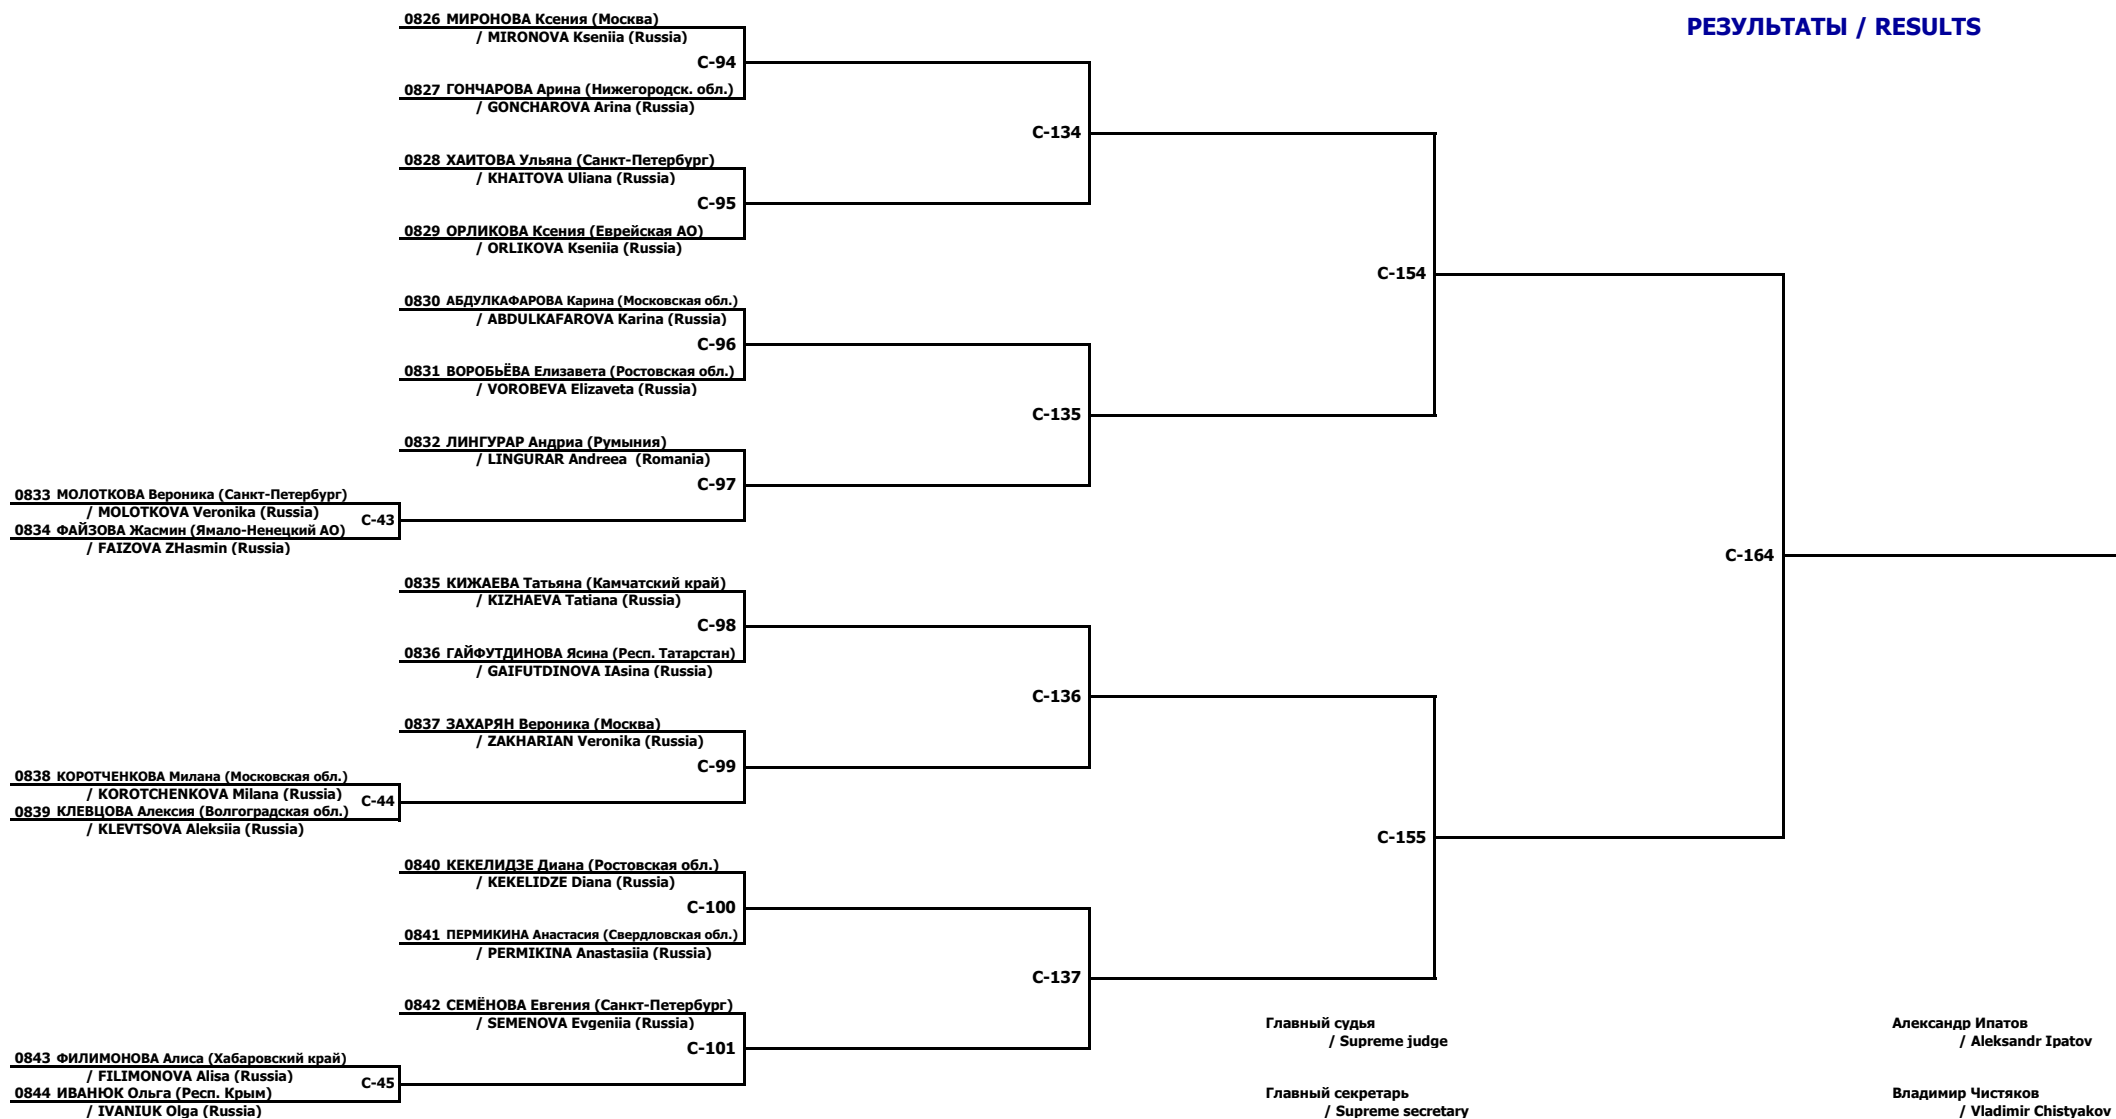 0826 МИРОНОВА Ксения (Москва)
/ MIRONOVA Kseniia (Russia)
РЕЗУЛЬТАТЫ / RESULTS
C-94
0827 ГОНЧАРОВА Арина (Нижегородск. обл.)
/ GONCHAROVA Arina (Russia)
C-134
0828 ХАИТОВА Ульяна (Санкт-Петербург)
/ KHAITOVA Uliana (Russia)
C-95
0829 ОРЛИКОВА Ксения (Еврейская АО)
/ ORLIKOVA Kseniia (Russia)
C-154
0830 АБДУЛКАФАРОВА Карина (Московская обл.)
/ ABDULKAFAROVA Karina (Russia)
C-96
0831 ВОРОБЬЁВА Елизавета (Ростовская обл.)
/ VOROBEVA Elizaveta (Russia)
C-135
0832 ЛИНГУРАР Андриа (Румыния)
/ LINGURAR Andreea (Romania)
C-97
0833 МОЛОТКОВА Вероника (Санкт-Петербург)
/ MOLOTKOVA Veronika (Russia)
C-43
0834 ФАЙЗОВА Жасмин (Ямало-Ненецкий АО)
/ FAIZOVA ZHasmin (Russia)
C-164
0835 КИЖАЕВА Татьяна (Камчатский край)
/ KIZHAEVA Tatiana (Russia)
C-98
0836 ГАЙФУТДИНОВА Ясина (Респ. Татарстан)
/ GAIFUTDINOVA IAsina (Russia)
C-136
0837 ЗАХАРЯН Вероника (Москва)
/ ZAKHARIAN Veronika (Russia)
C-99
0838 КОРОТЧЕНКОВА Милана (Московская обл.)
/ KOROTCHENKOVA Milana (Russia)
C-44
0839 КЛЕВЦОВА Алексия (Волгоградская обл.)
/ KLEVTSOVA Aleksiia (Russia)
C-155
0840 КЕКЕЛИДЗЕ Диана (Ростовская обл.)
/ KEKELIDZE Diana (Russia)
C-100
0841 ПЕРМИКИНА Анастасия (Свердловская обл.)
/ PERMIKINA Anastasiia (Russia)
C-137
0842 СЕМЁНОВА Евгения (Санкт-Петербург)
/ SEMENOVA Evgeniia (Russia)
Главный судья
/ Supreme judge
Александр Ипатов
/ Aleksandr Ipatov
C-101
0843 ФИЛИМОНОВА Алиса (Хабаровский край)
/ FILIMONOVA Alisa (Russia)
C-45
0844 ИВАНЮК Ольга (Респ. Крым)
/ IVANIUK Olga (Russia)
Главный секретарь
/ Supreme secretary
Владимир Чистяков
/ Vladimir Chistyakov